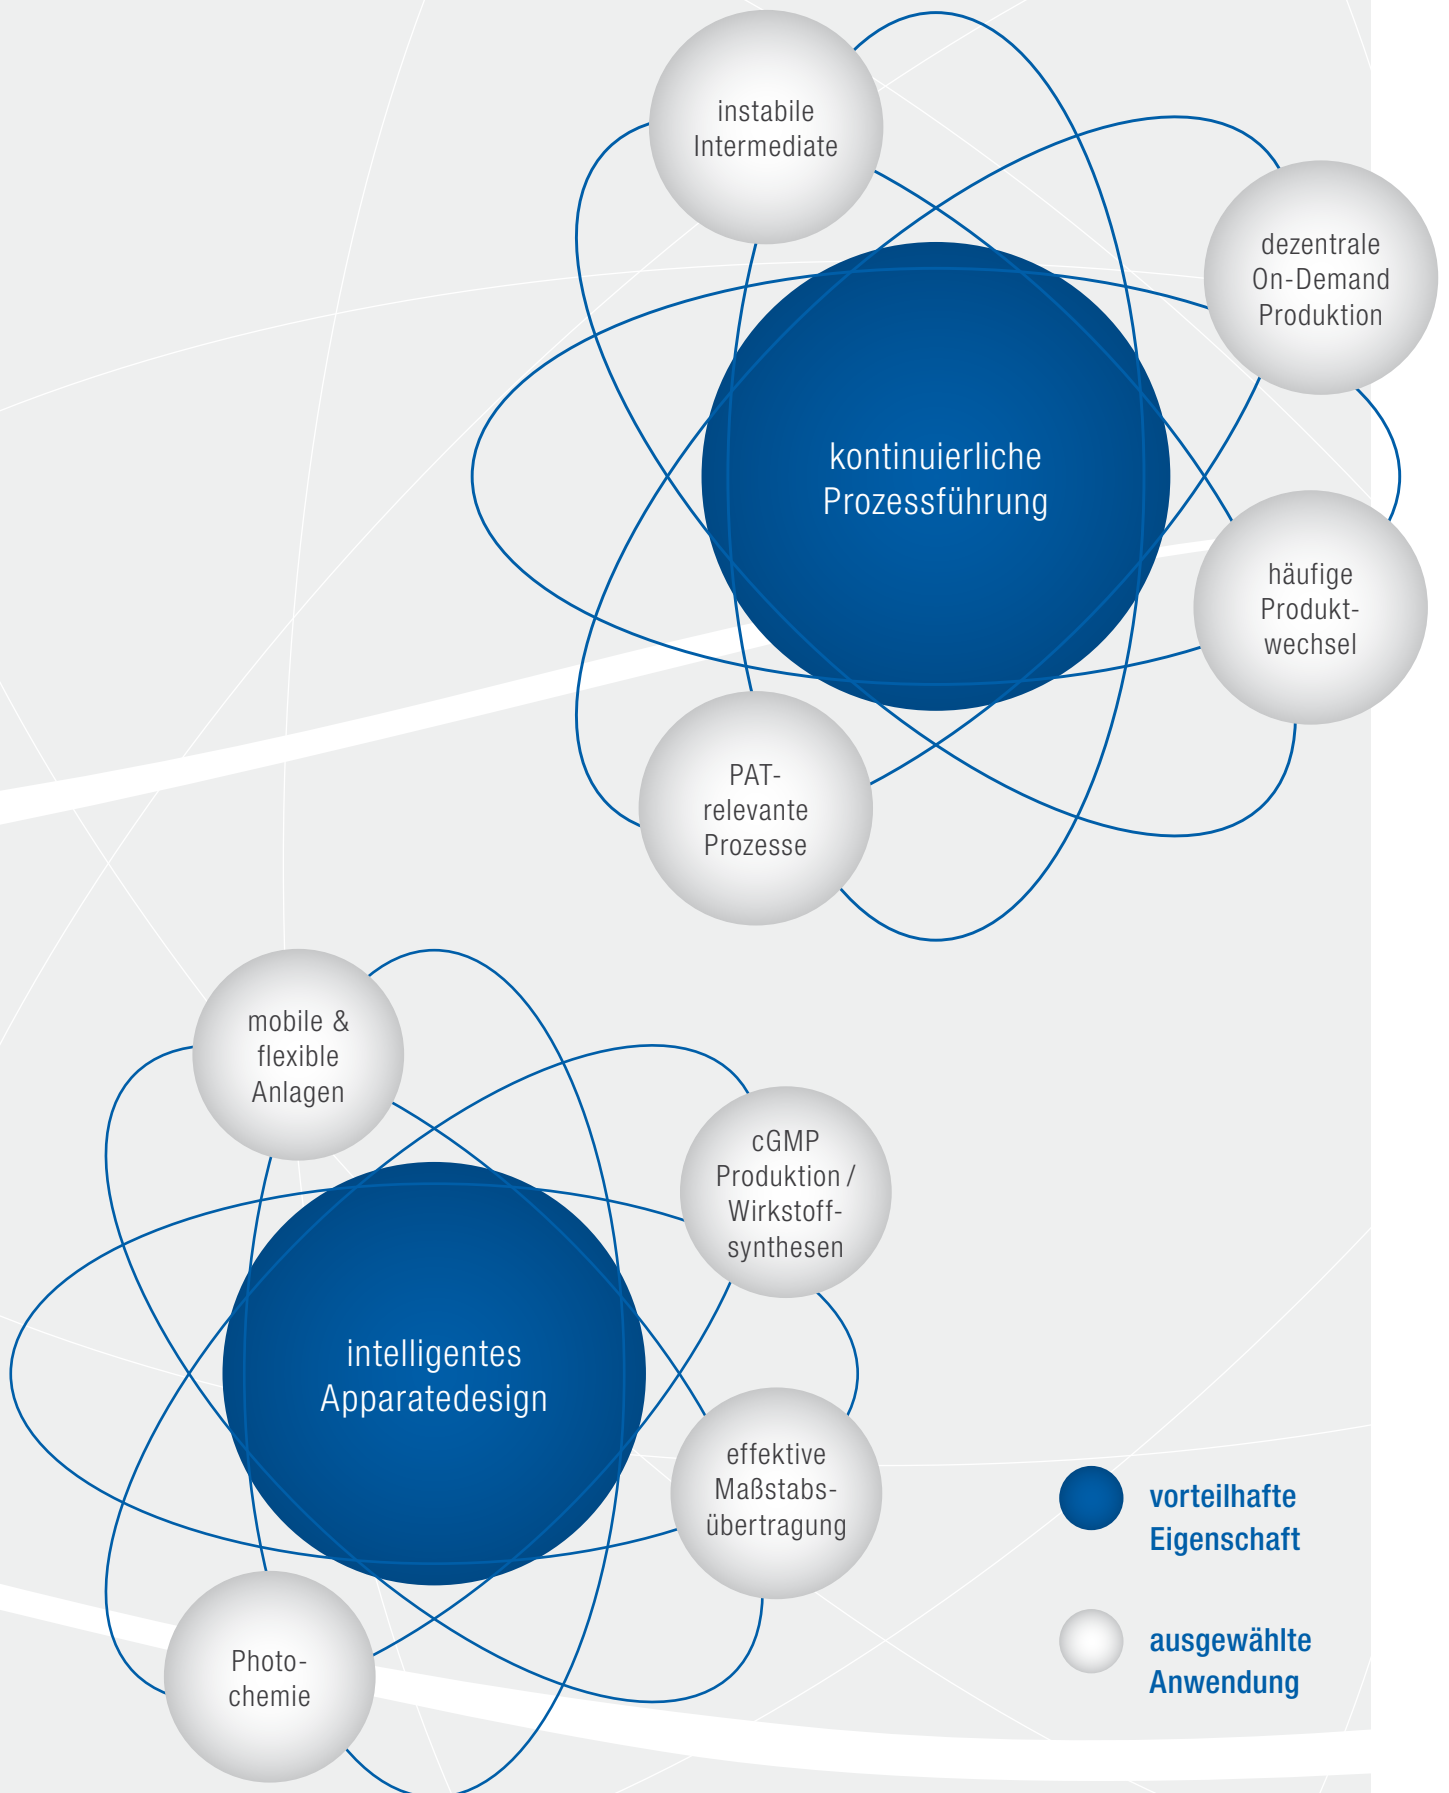 instabile
Intermediate
dezentrale
On-Demand
Produktion
kontinuierliche
Prozessführung
häufige
Produkt-
wechsel
PAT-
relevante
Prozesse
mobile &
flexible
Anlagen
cGMP
Produktion /
Wirkstoff-
synthesen
intelligentes
Apparatedesign
effektive
Maßstabs-
übertragung
Photo-
chemie
vorteilhafte
Eigenschaft
ausgewählte
Anwendung